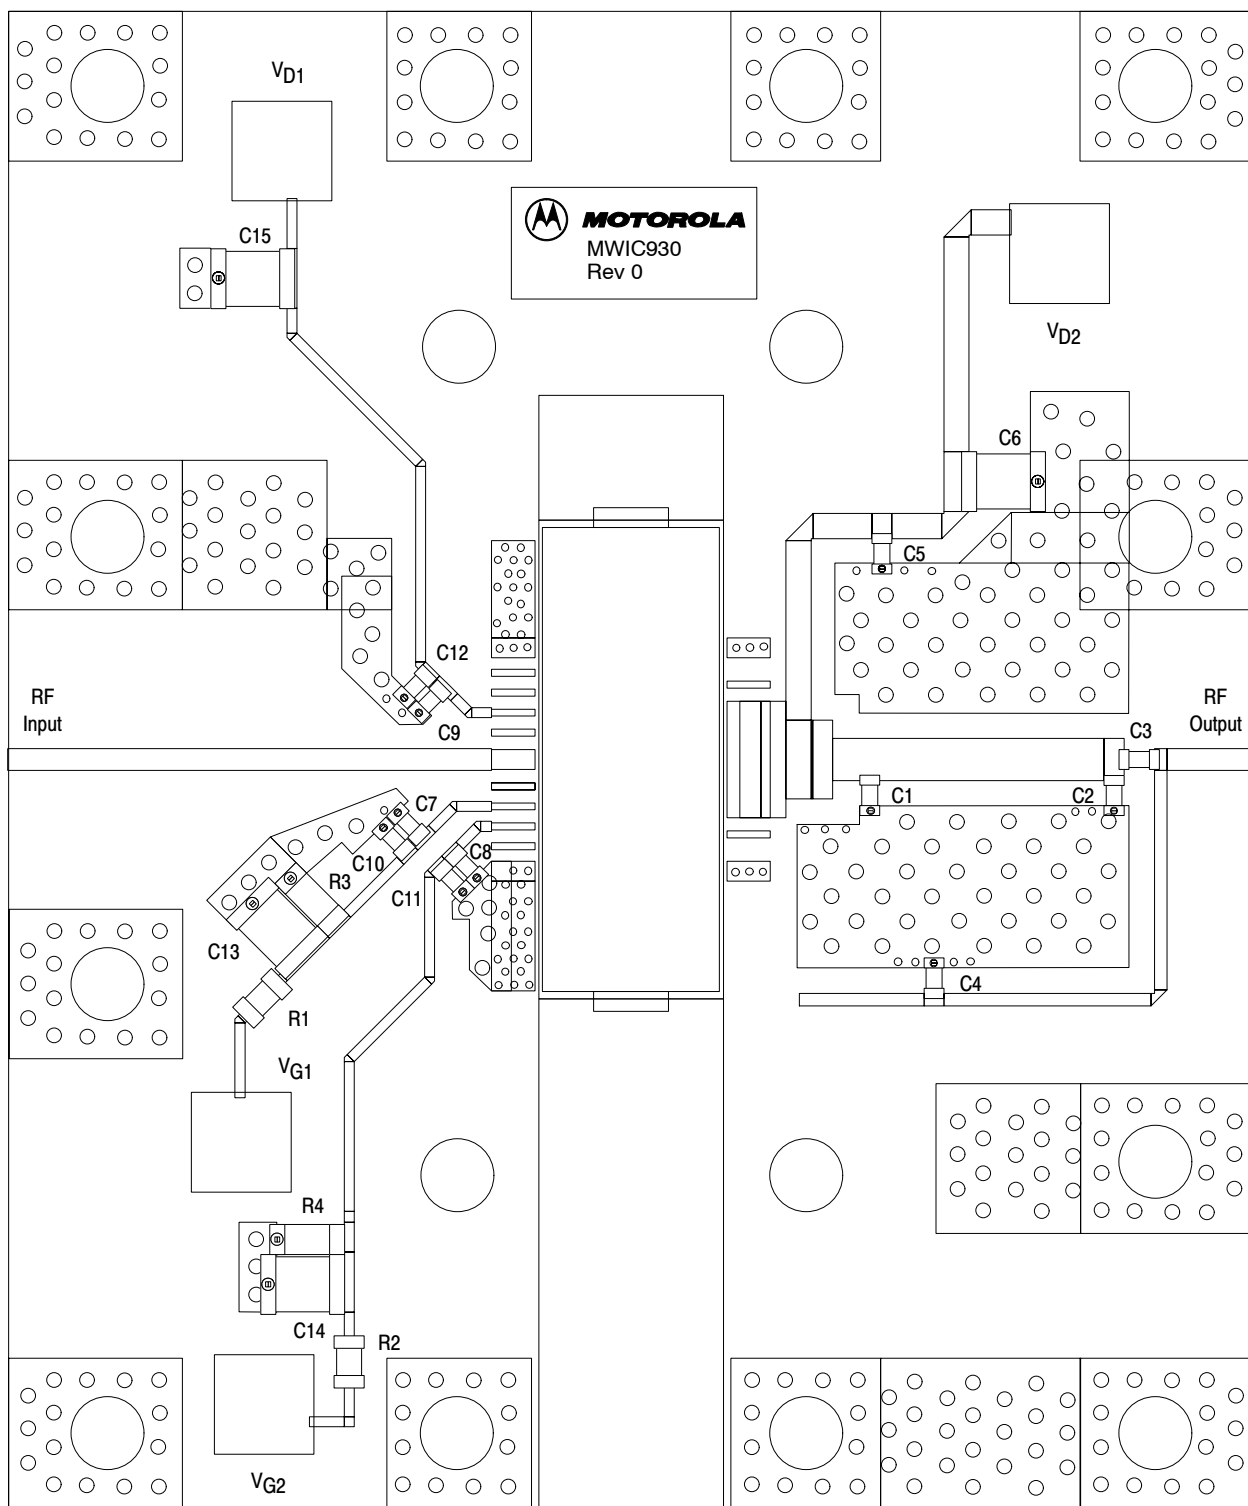 VD1
C15
MOTOROLA
MWIC930
Rev 0
VD2
C6
C5
C12
RF
Input
C9
RF
Output
C3
C7
C1
C2
C10
C8
R3
C11
C13
C4
R1
VG1
R4
C14
R2
VG2